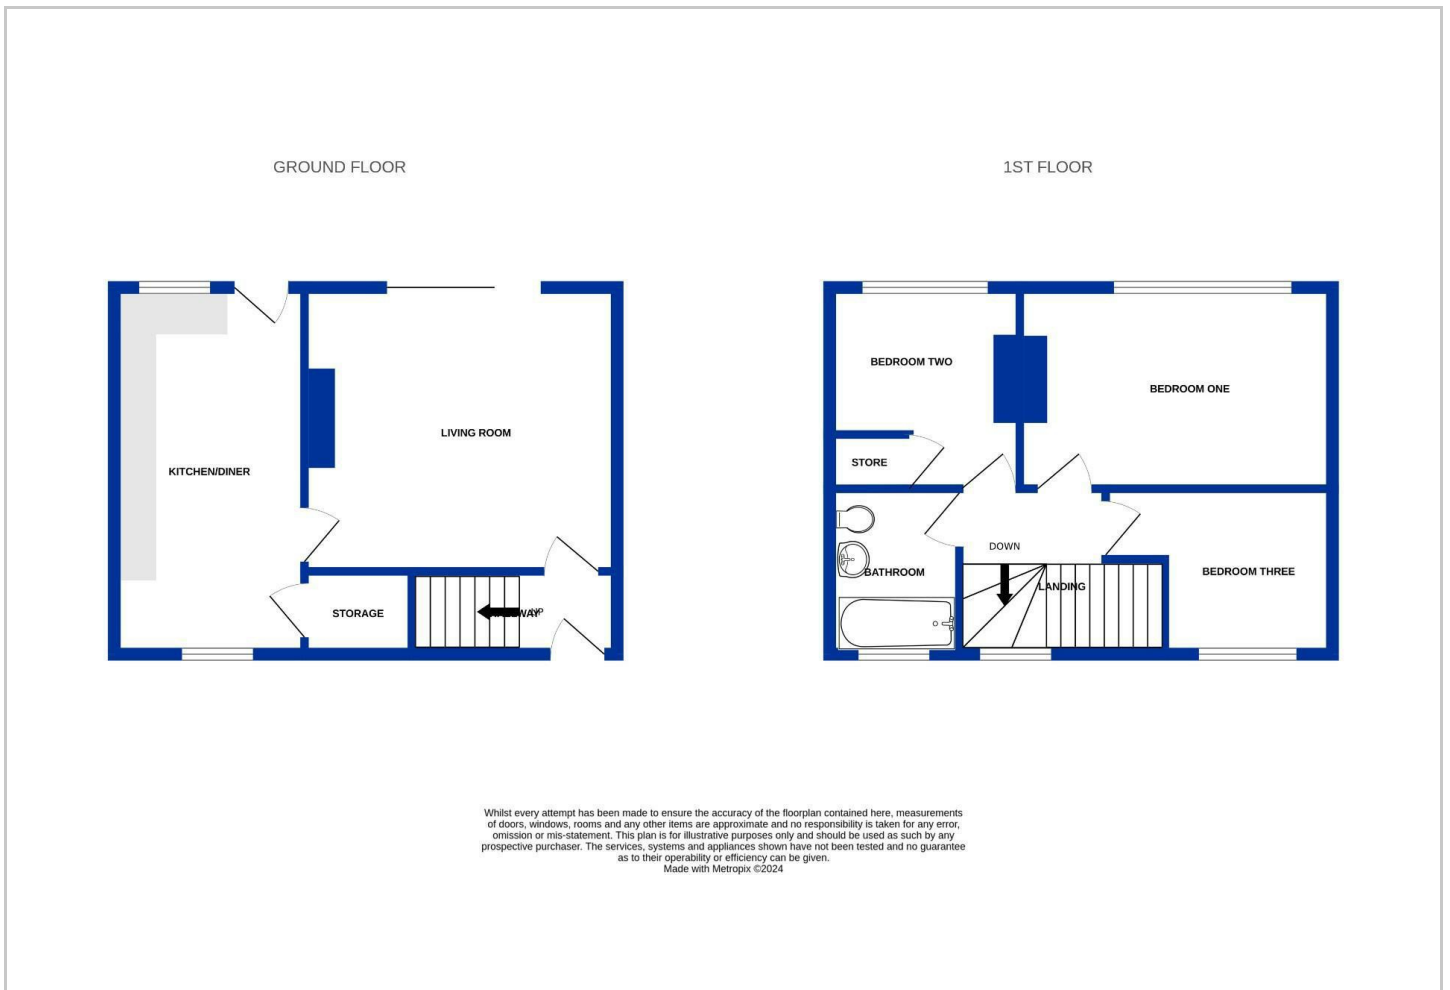 GROUND FLOOR
1ST FLOOR
BEDROOM TWO
BEDROOM ONE
LIVING ROOM
STORE
KITCHEN/DINER
DOWN
BATHROOM
BEDROOM THREE
LANDING
STORAGE
UP
Whilst every attempt has been made to ensure the accuracy of the floorplan contained here, measurements
of doors, windows, rooms and any other items are approximate and no responsibility is taken for any error,
omission or mis-statement. This plan is for illustrative purposes only and should be used as such by any
prospective purchaser. The services, systems and appliances shown have not been tested and no guarantee
as to their operability or efficiency can be given.
Made with Metropix ©2024